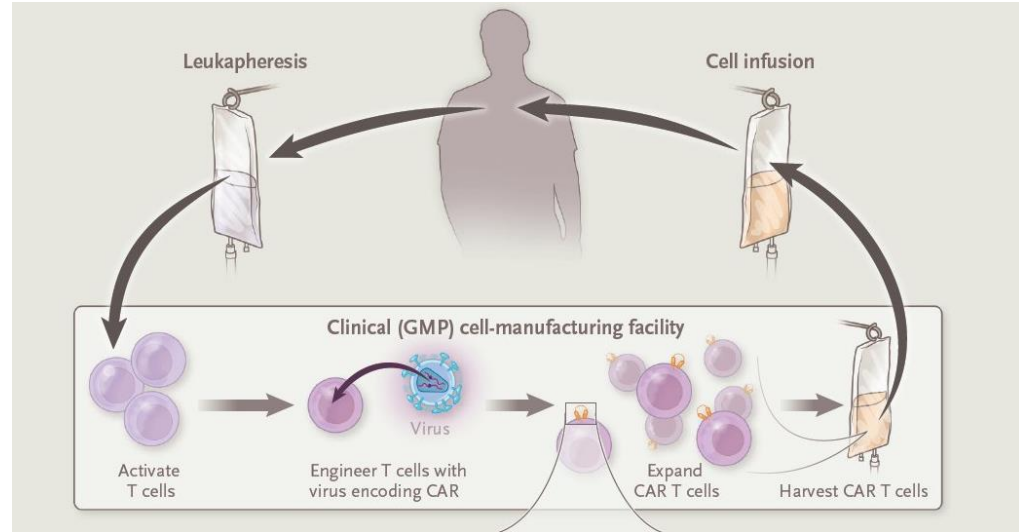 Leukapheresis
Cell infusion
Clinical (GMP) cell-manufacturing facility
Virus
Activate
T cells
Engineer T cells with
virus encoding CAR
Expand
CAR T cells
Harvest CAR T cells